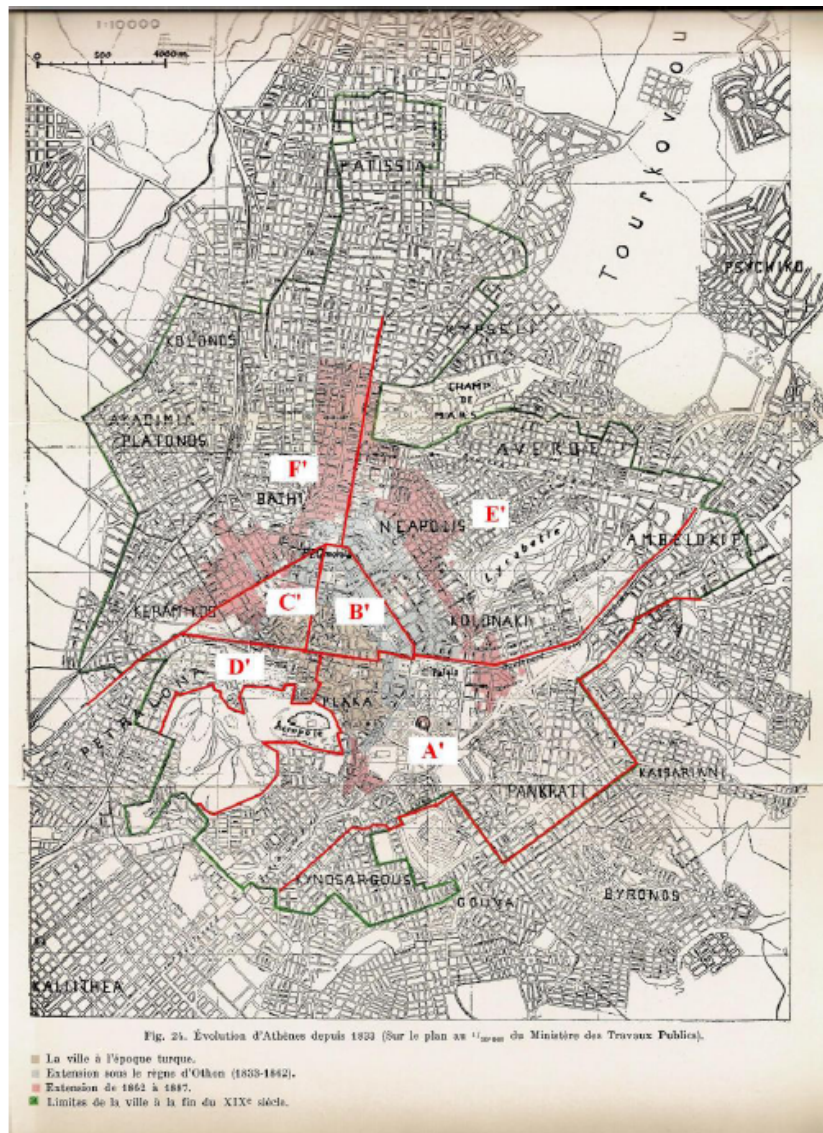 1:10000
0 500 4000 m.
Tourkovou
PATISSIA
PSYCHIKO
KYPSELI
KOLONOS
CHAMP
DE
MARS
AKADIMIA
PLATONOS
AVEROF
F'
BATHI
NEAPOLIS
E'
AMBELOKIPI
Lycabette
KERAMIKOS
C'
B'
KOLONAKI
D'
Palais
PETRALONA
PLAKA
Acropole
A'
PANKRATI
KAISARIANI
KYNOSARGOUS
GOUVA
BYRONOS
KALLITHEA
Fig. 24. Évolution d'Athènes depuis 1833 (Sur le plan au du Ministère des Travaux Publics).
La ville à l'époque turque.
Extension sous le règne d'Othon (1833-1862).
Extension de 1862 à 1887.
Limites de la ville à la fin du XIXe siècle.